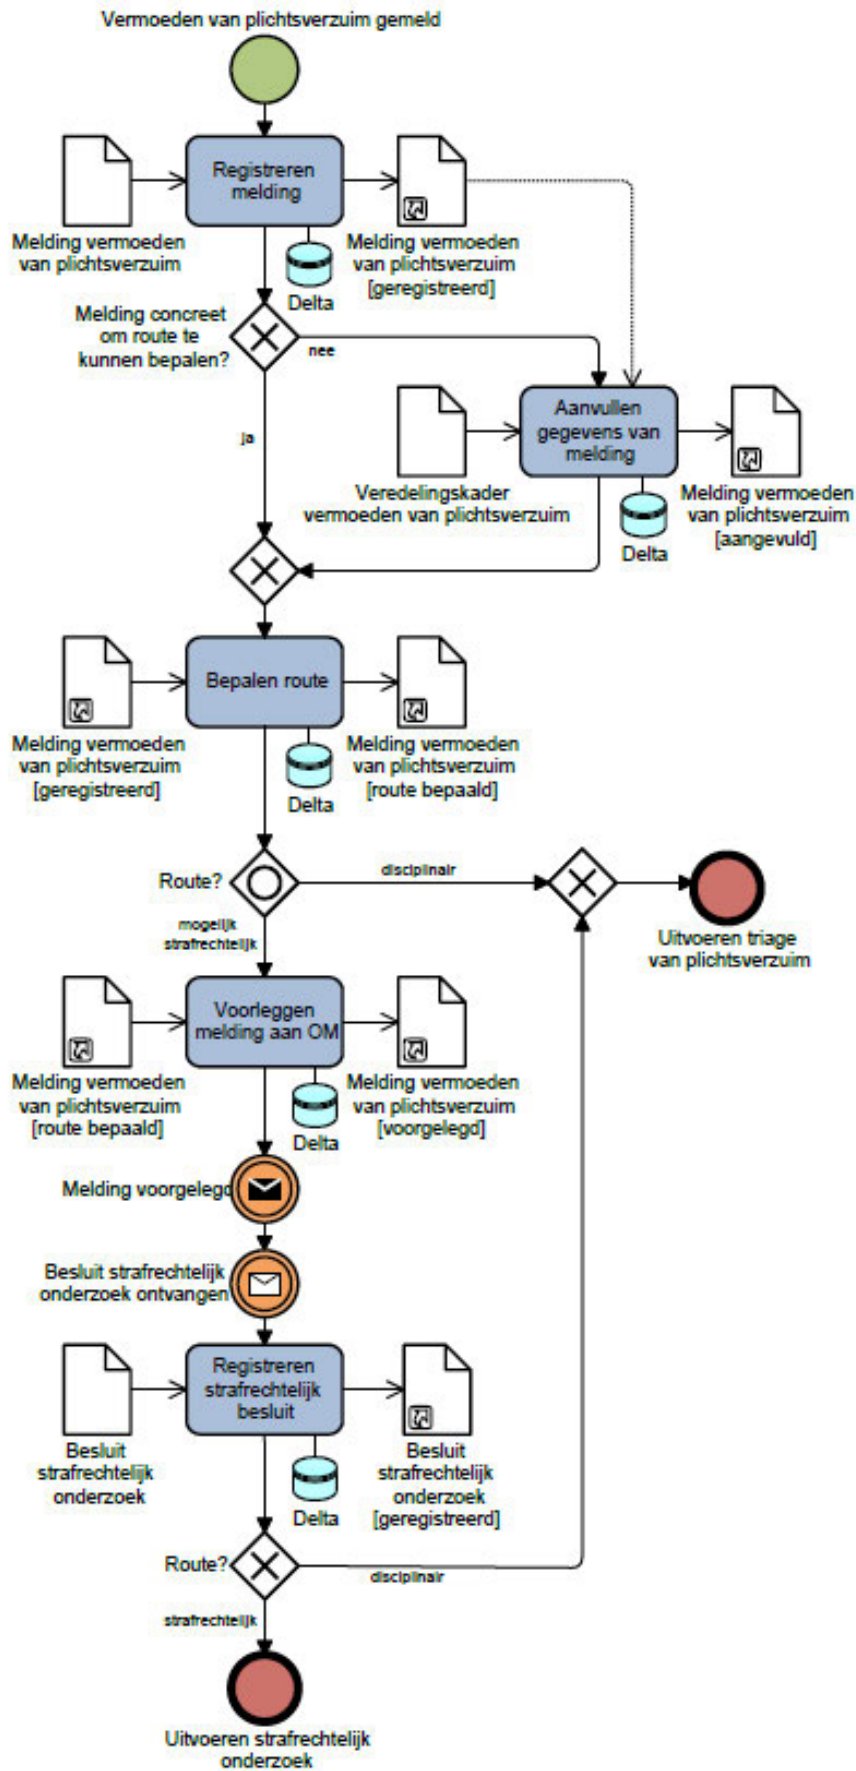 Vermoeden van plichtsverzuim gemeld
Registreren
melding
Melding vermoeden
van plichtsverzuim
Delta
Melding vermoeden
van plichtsverzuim
[geregistreerd]
Melding concreet
om route te
kunnen bepalen?
nee
ja
Aanvullen
gegevens van
melding
Veredelingskader
vermoeden van plichtsverzuim
Delta
Melding vermoeden
van plichtsverzuim
[aangevuld]
Bepalen route
Melding vermoeden
van plichtsverzuim
[geregistreerd]
Delta
Melding vermoeden
van plichtsverzuim
[route bepaald]
Route?
disciplinair
mogelijk
strafrechtelijk
Uitvoeren triage
van plichtsverzuim
Voorleggen
melding aan OM
Melding vermoeden
van plichtsverzuim
[route bepaald]
Delta
Melding vermoeden
van plichtsverzuim
[voorgelegd]
Melding voorgelegd
Besluit strafrechtelijk
onderzoek ontvangen
Registreren
strafrechtelijk
besluit
Besluit
strafrechtelijk
onderzoek
Delta
Besluit
strafrechtelijk
onderzoek
[geregistreerd]
Route?
disciplinair
strafrechtelijk
Uitvoeren strafrechtelijk
onderzoek